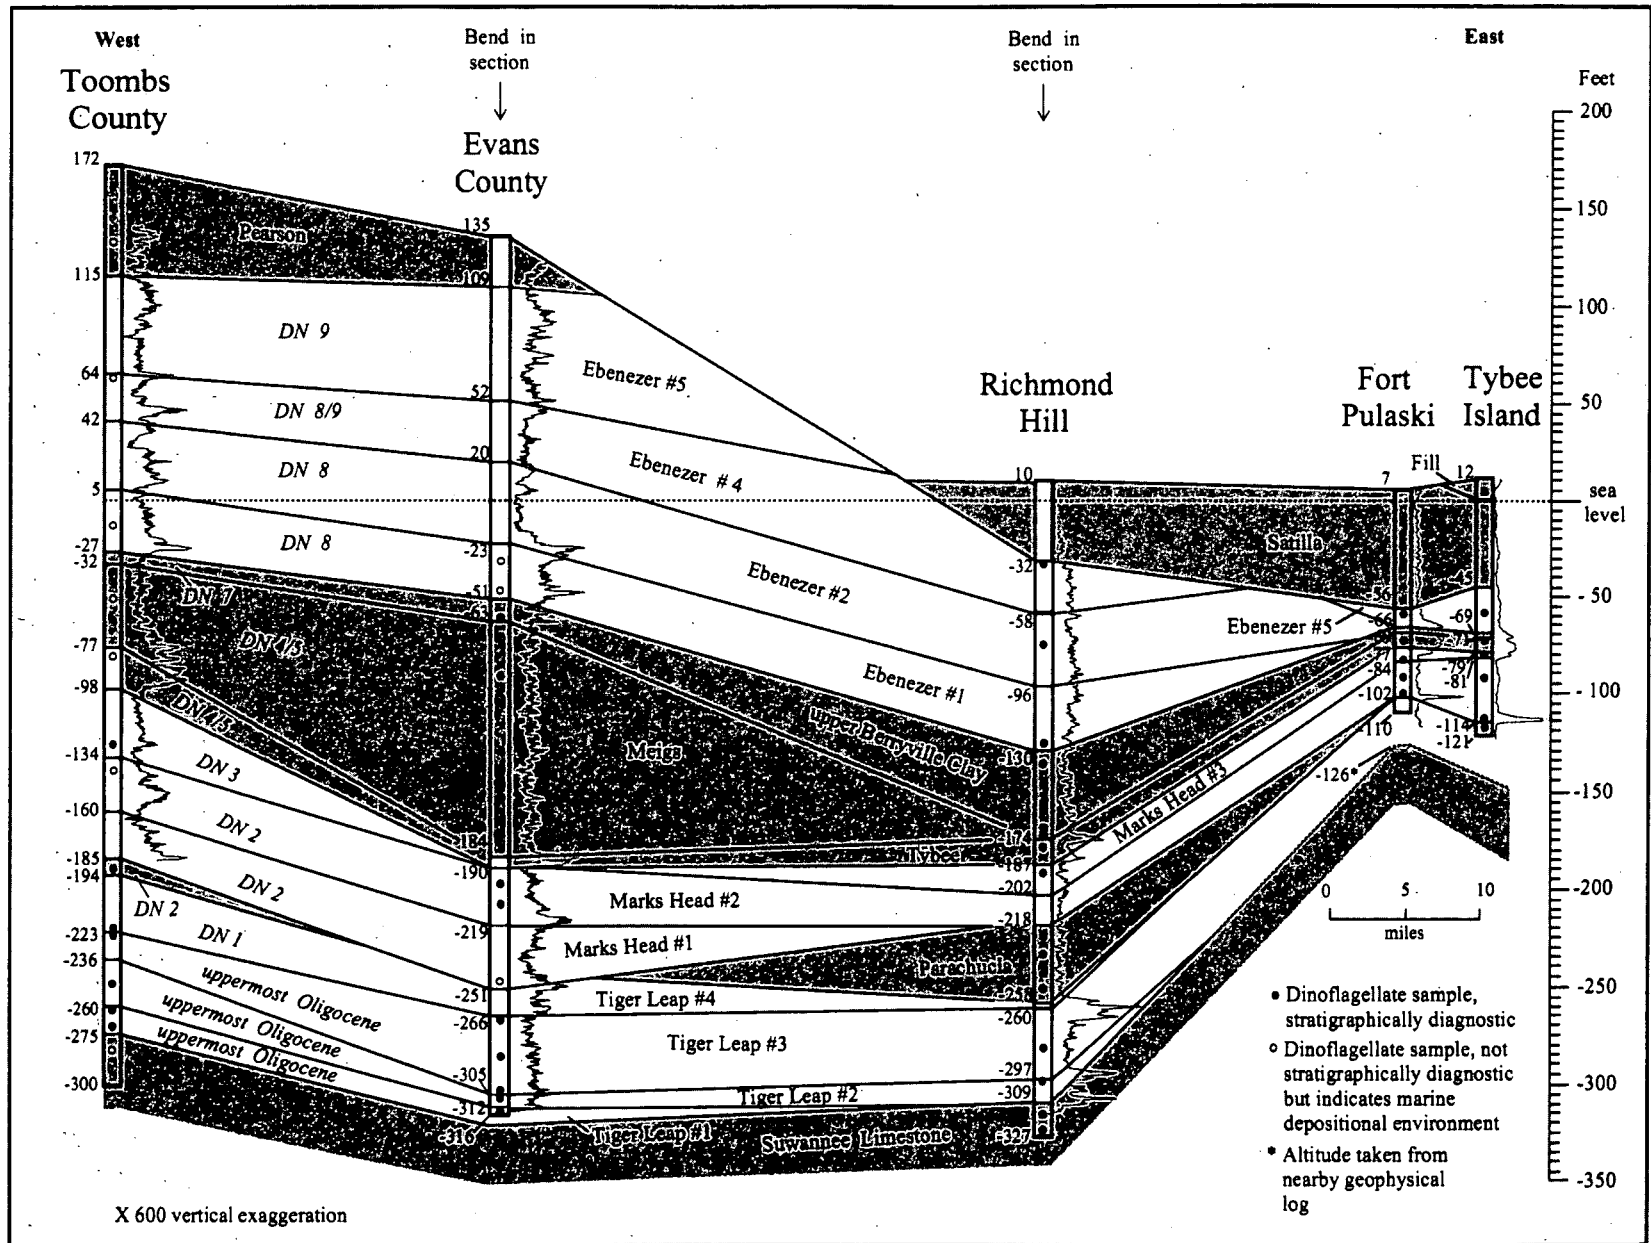 West
Bend in
section
Bend in
section
East
Toombs
County
Evans
County
Richmond
Hill
Fort
Pulaski
Tybee
Island
Feet
200
150
100
50
sea
level
- 50
- 100
-150
-200
-250
-300
-350
172
115
64
42
5
-27
-32
-77
-98
-134
-160
-185
-194
-223
-236
-260
-275
-300
135
109
52
20
-23
-51
-63
-184
-190
-219
-251
-266
-305
-312
-316
10
-32
-58
-96
-130
-174
-187
-202
-218
-258
-260
-297
-309
-327
7
-56
-66
-77
-84
-102
-110
-126*
Fill
12
-45
-69
-77
-79
-81
-114
-121
Pearson
DN 9
DN 8/9
DN 8
DN 8
DN 7
DN 4/5
DN 4/5
DN 3
DN 2
DN 2
DN 2
DN 1
uppermost Oligocene
uppermost Oligocene
uppermost Oligocene
Ebenezer #5
Ebenezer # 4
Ebenezer #2
Ebenezer #1
Satilla
Ebenezer #5
upper Berryville Clay
Meigs
Tybee
Marks Head #3
Marks Head #2
Marks Head #1
Parachucla
Tiger Leap #4
Tiger Leap #3
Tiger Leap #2
Tiger Leap #1
Suwannee Limestone
0 5 10
miles
• Dinoflagellate sample,
stratigraphically diagnostic
○ Dinoflagellate sample, not
stratigraphically diagnostic
but indicates marine
depositional environment
* Altitude taken from
nearby geophysical
log
X 600 vertical exaggeration